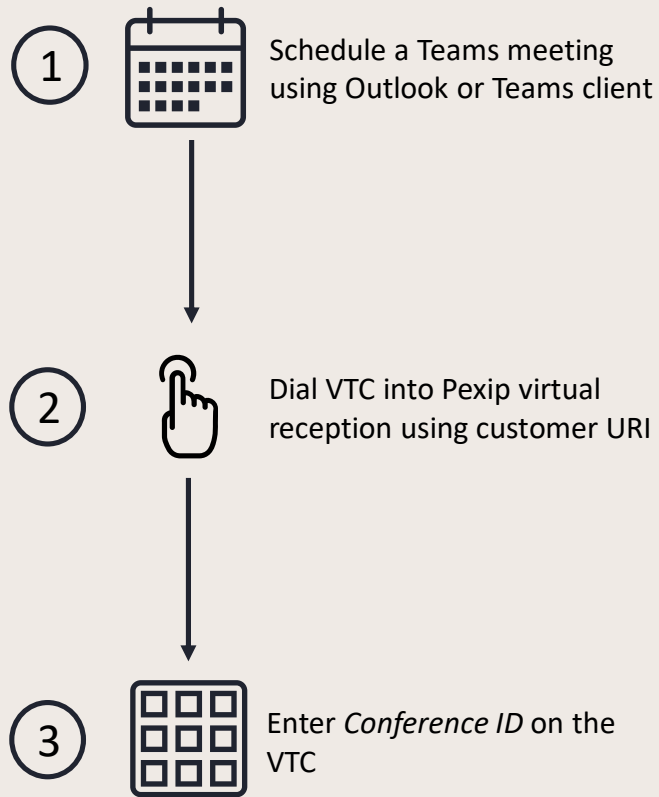 1
Schedule a Teams meeting
using Outlook or Teams client
2
Dial VTC into Pexip virtual
reception using customer URI
3
Enter Conference ID on the
VTC